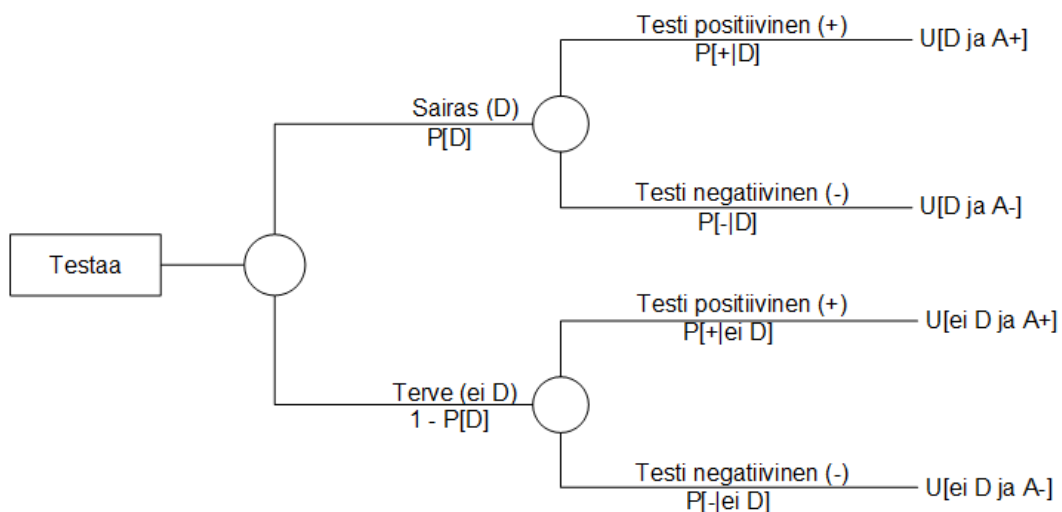 Testi positiivinen (+)
P[+|D]
U[D ja A+]
Sairas (D)
P[D]
Testi negatiivinen (-)
P[-|D]
U[D ja A-]
Testaa
Testi positiivinen (+)
P[+|ei D]
U[ei D ja A+]
Terve (ei D)
1 - P[D]
Testi negatiivinen (-)
P[-|ei D]
U[ei D ja A-]